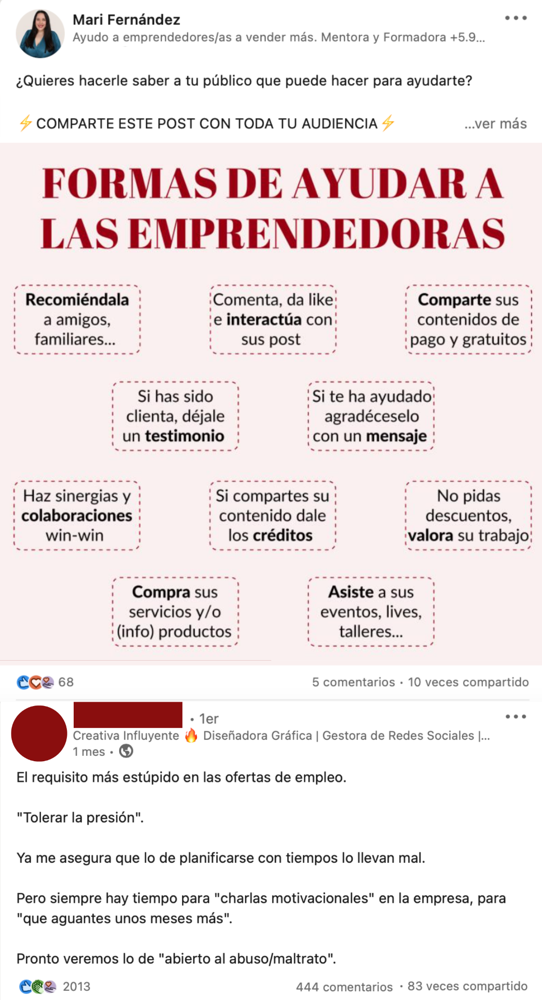 Mari Fernández
Ayudo a emprendedores/as a vender más. Mentora y Formadora +5.9...
¿Quieres hacerle saber a tu público que puede hacer para ayudarte?
⚡COMPARTE ESTE POST CON TODA TU AUDIENCIA⚡ ...ver más
FORMAS DE AYUDAR A
LAS EMPRENDEDORAS
Recomiéndala
a amigos,
familiares...
Comenta, da like
e interactúa con
sus post
Comparte sus
contenidos de
pago y gratuitos
Si has sido
clienta, déjale
un testimonio
Si te ha ayudado
agradéceselo
con un mensaje
Haz sinergias y
colaboraciones
win-win
Si compartes su
contenido dale
los créditos
No pidas
descuentos,
valora su trabajo
Compra sus
servicios y/o
(info) productos
Asiste a sus
eventos, lives,
talleres...
68 5 comentarios · 10 veces compartido
· 1er
Creativa Influyente 🔥 Diseñadora Gráfica | Gestora de Redes Sociales |...
1 mes ·
El requisito más estúpido en las ofertas de empleo.
"Tolerar la presión".
Ya me asegura que lo de planificarse con tiempos lo llevan mal.
Pero siempre hay tiempo para "charlas motivacionales" en la empresa, para
"que aguantes unos meses más".
Pronto veremos lo de "abierto al abuso/maltrato".
2013 444 comentarios · 83 veces compartido